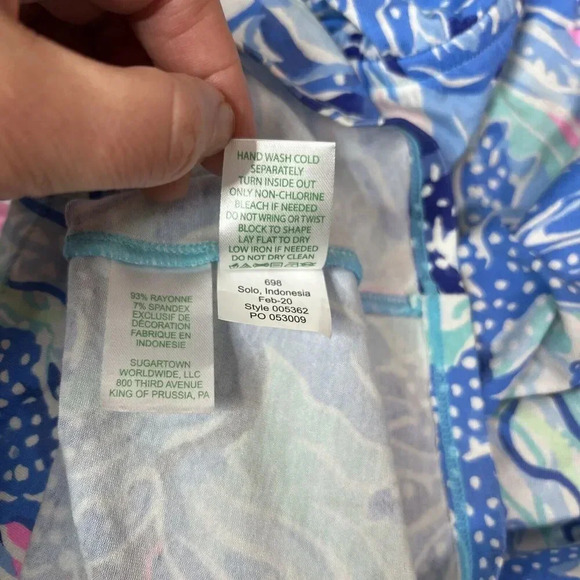 HAND WASH COLD
SEPARATELY
TURN INSIDE OUT
ONLY NON-CHLORINE
BLEACH IF NEEDED
DO NOT WRING OR TWIST
BLOCK TO SHAPE
LAY FLAT TO DRY
LOW IRON IF NEEDED
DO NOT DRY CLEAN
698
Solo, Indonesia
Feb-20
Style 005362
PO 053009
93% RAYONNE
7% SPANDEX
EXCLUSIF DE
DÉCORATION
FABRIQUE EN
INDONESIE
SUGARTOWN
WORLDWIDE, LLC
800 THIRD AVENUE
KING OF PRUSSIA, PA